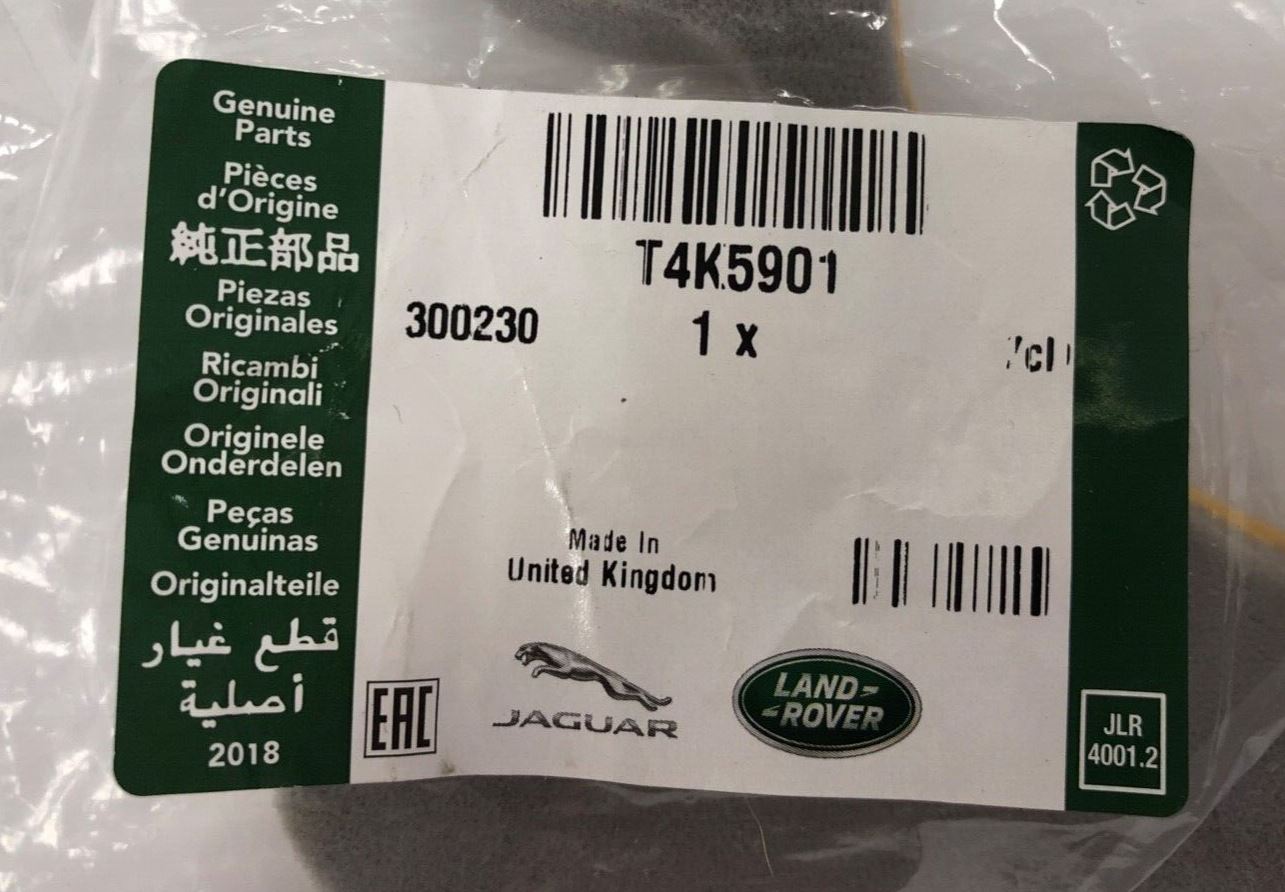 Genuine
Parts
Pièces
d'Origine
純正部品
Piezas
Originales
Ricambi
Originali
Originele
Onderdelen
Peças
Genuinas
Originalteile
قطع غيار
أصلية
2018
T4K5901
300230
1 x
Made In
United Kingdom
EAC
JAGUAR
LAND-
-ROVER
JLR
4001.2